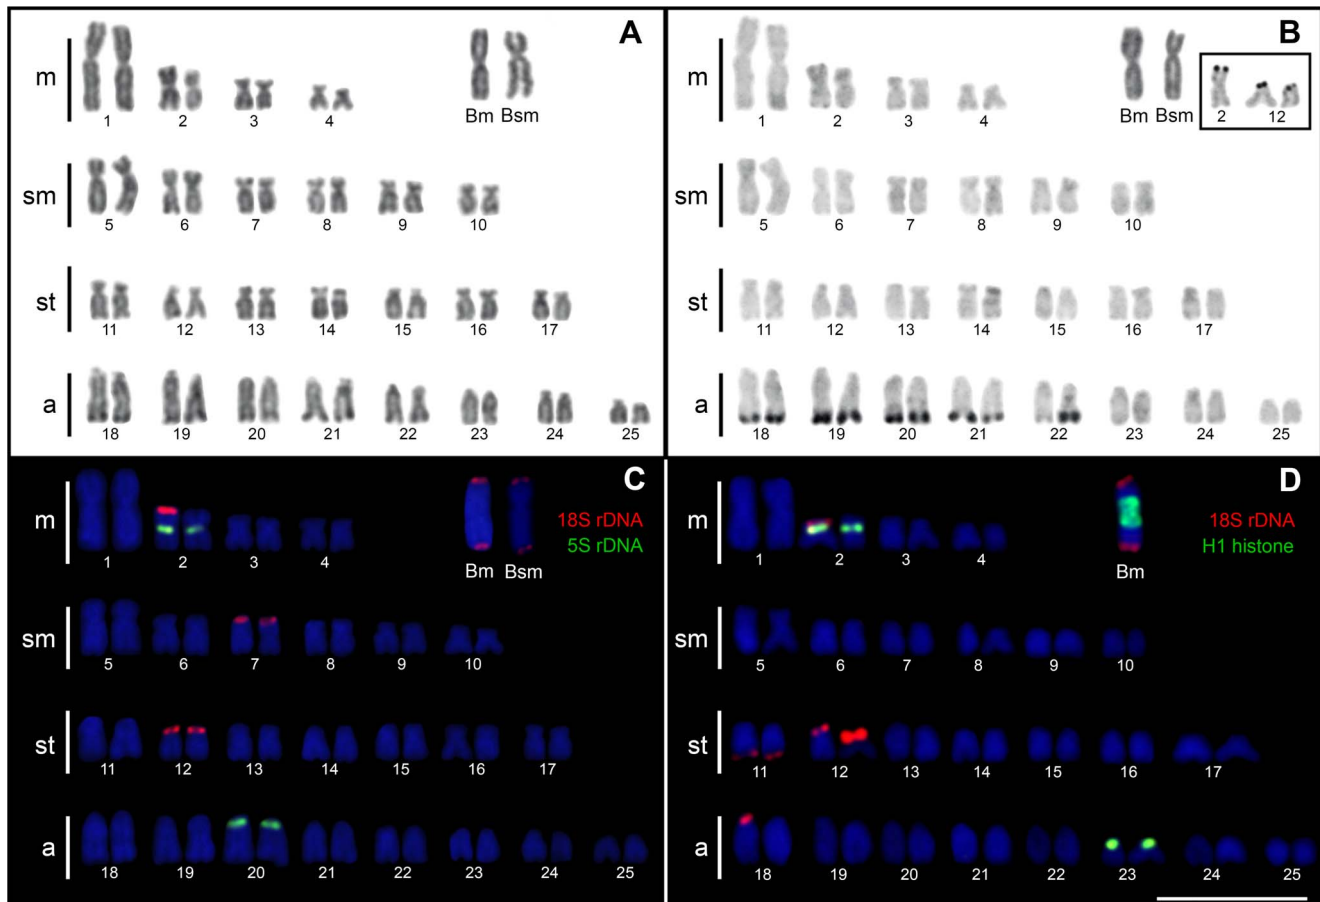 A
m
1 2 3 4
Bm Bsm
sm
5 6 7 8 9 10
st
11 12 13 14 15 16 17
a
18 19 20 21 22 23 24 25
B
m
1 2 3 4
Bm Bsm
2 12
sm
5 6 7 8 9 10
st
11 12 13 14 15 16 17
a
18 19 20 21 22 23 24 25
C
m
18S rDNA
5S rDNA
1 2 3 4
Bm Bsm
sm
5 6 7 8 9 10
st
11 12 13 14 15 16 17
a
18 19 20 21 22 23 24 25
D
m
18S rDNA
H1 histone
1 2 3 4
Bm
sm
5 6 7 8 9 10
st
11 12 13 14 15 16 17
a
18 19 20 21 22 23 24 25